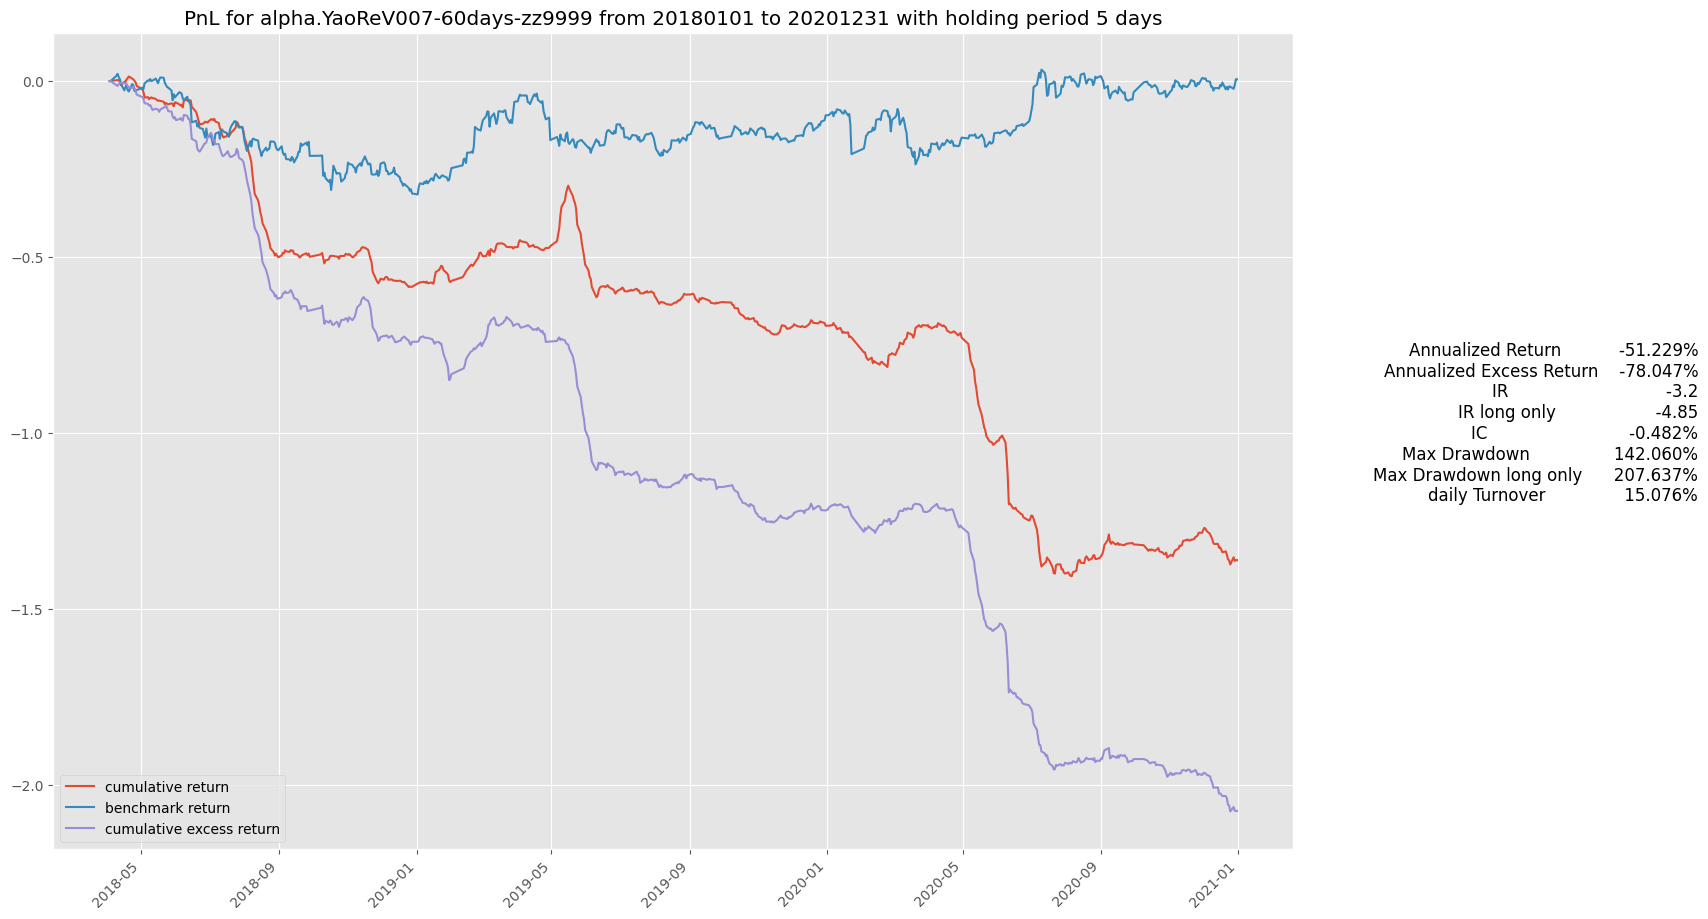 PnL for alpha.YaoReV007-60days-zz9999 from 20180101 to 20201231 with holding period 5 days
0.0
−0.5
−1.0
−1.5
−2.0
cumulative return
benchmark return
cumulative excess return
2018-05
2018-09
2019-01
2019-05
2019-09
2020-01
2020-05
2020-09
2021-01
Annualized Return -51.229%
Annualized Excess Return -78.047%
IR -3.2
IR long only -4.85
IC -0.482%
Max Drawdown 142.060%
Max Drawdown long only 207.637%
daily Turnover 15.076%